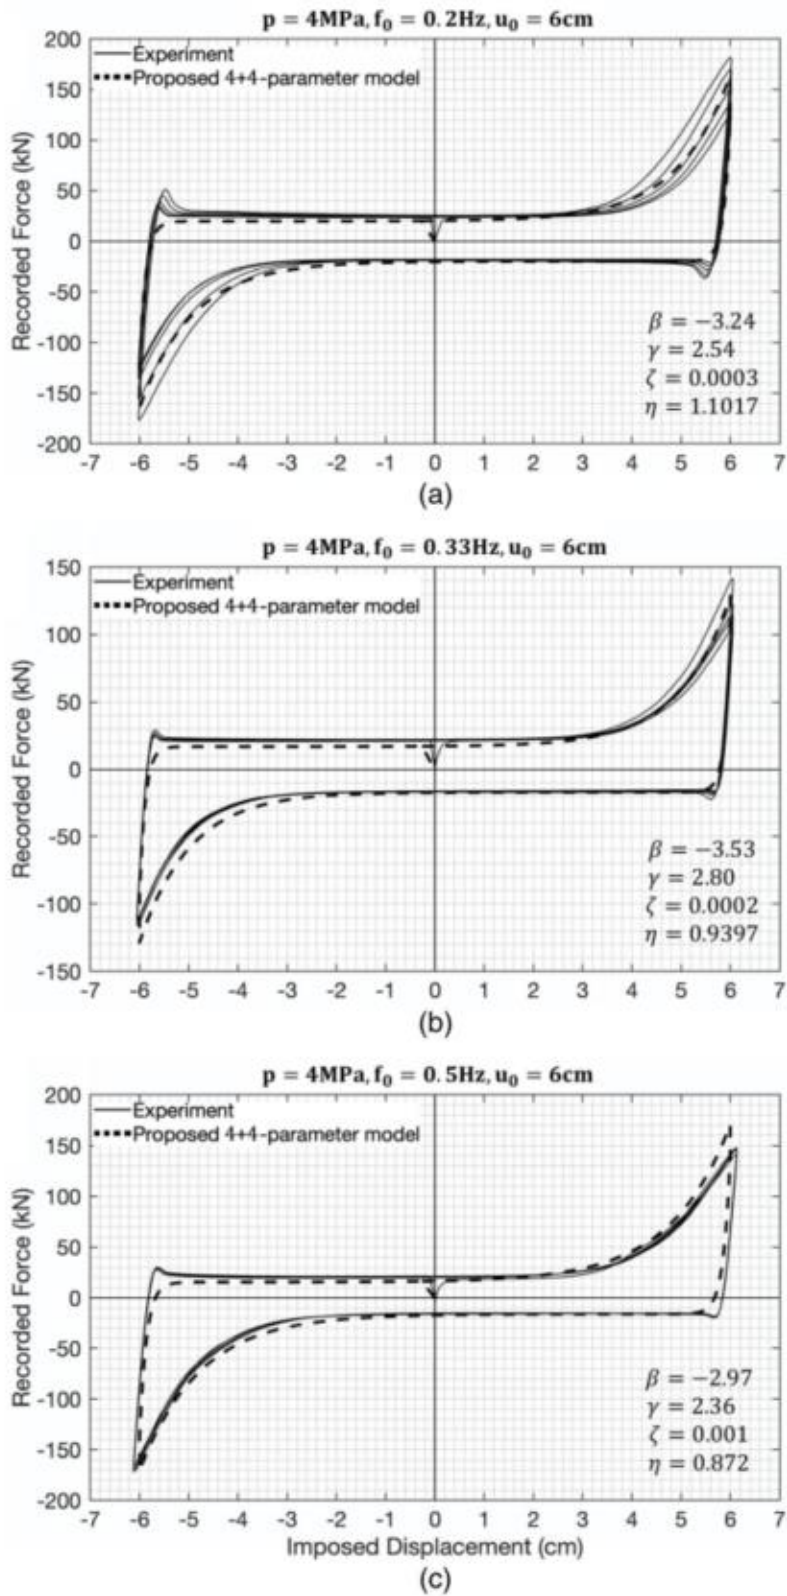 p = 4MPa, f₀ = 0.2Hz, u₀ = 6cm
200
150
100
50
0
-50
-100
-150
-200
Recorded Force (kN)
Experiment
Proposed 4+4-parameter model
β = −3.24
γ = 2.54
ζ = 0.0003
η = 1.1017
-7 -6 -5 -4 -3 -2 -1 0 1 2 3 4 5 6 7
(a)
p = 4MPa, f₀ = 0.33Hz, u₀ = 6cm
150
100
50
0
-50
-100
-150
Recorded Force (kN)
Experiment
Proposed 4+4-parameter model
β = −3.53
γ = 2.80
ζ = 0.0002
η = 0.9397
-7 -6 -5 -4 -3 -2 -1 0 1 2 3 4 5 6 7
(b)
p = 4MPa, f₀ = 0.5Hz, u₀ = 6cm
200
150
100
50
0
-50
-100
-150
-200
Recorded Force (kN)
Experiment
Proposed 4+4-parameter model
β = −2.97
γ = 2.36
ζ = 0.001
η = 0.872
-7 -6 -5 -4 -3 -2 -1 0 1 2 3 4 5 6 7
Imposed Displacement (cm)
(c)